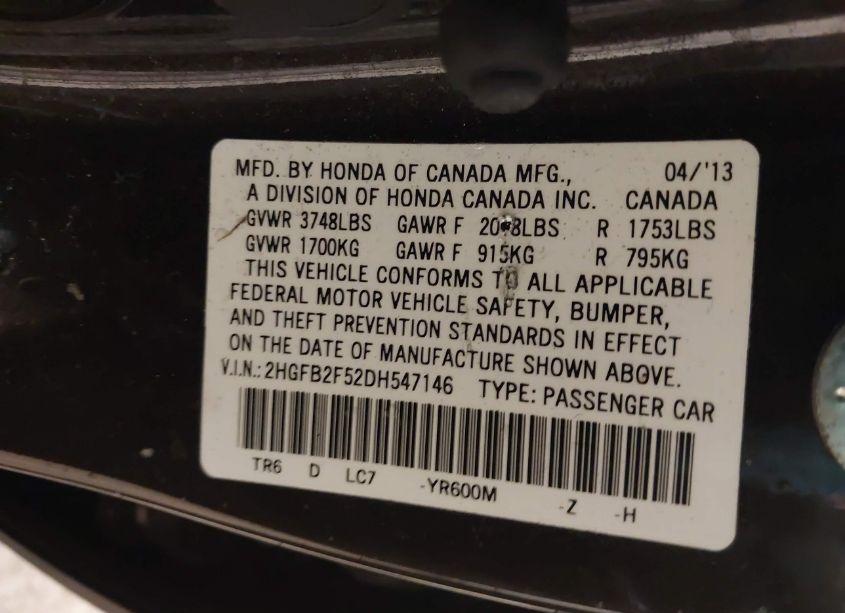 MFD. BY HONDA OF CANADA MFG., 04/'13
A DIVISION OF HONDA CANADA INC. CANADA
GVWR 3748LBS GAWR F R 1753LBS
GVWR 1700KG GAWR F 915KG R 795KG
THIS VEHICLE CONFORMS TO ALL APPLICABLE
FEDERAL MOTOR VEHICLE SAFETY, BUMPER,
AND THEFT PREVENTION STANDARDS IN EFFECT
ON THE DATE OF MANUFACTURE SHOWN ABOVE.
V.I.N.: 2HGFB2F52DH547146 TYPE: PASSENGER CAR
TR6 D LC7 -YR600M -Z -H